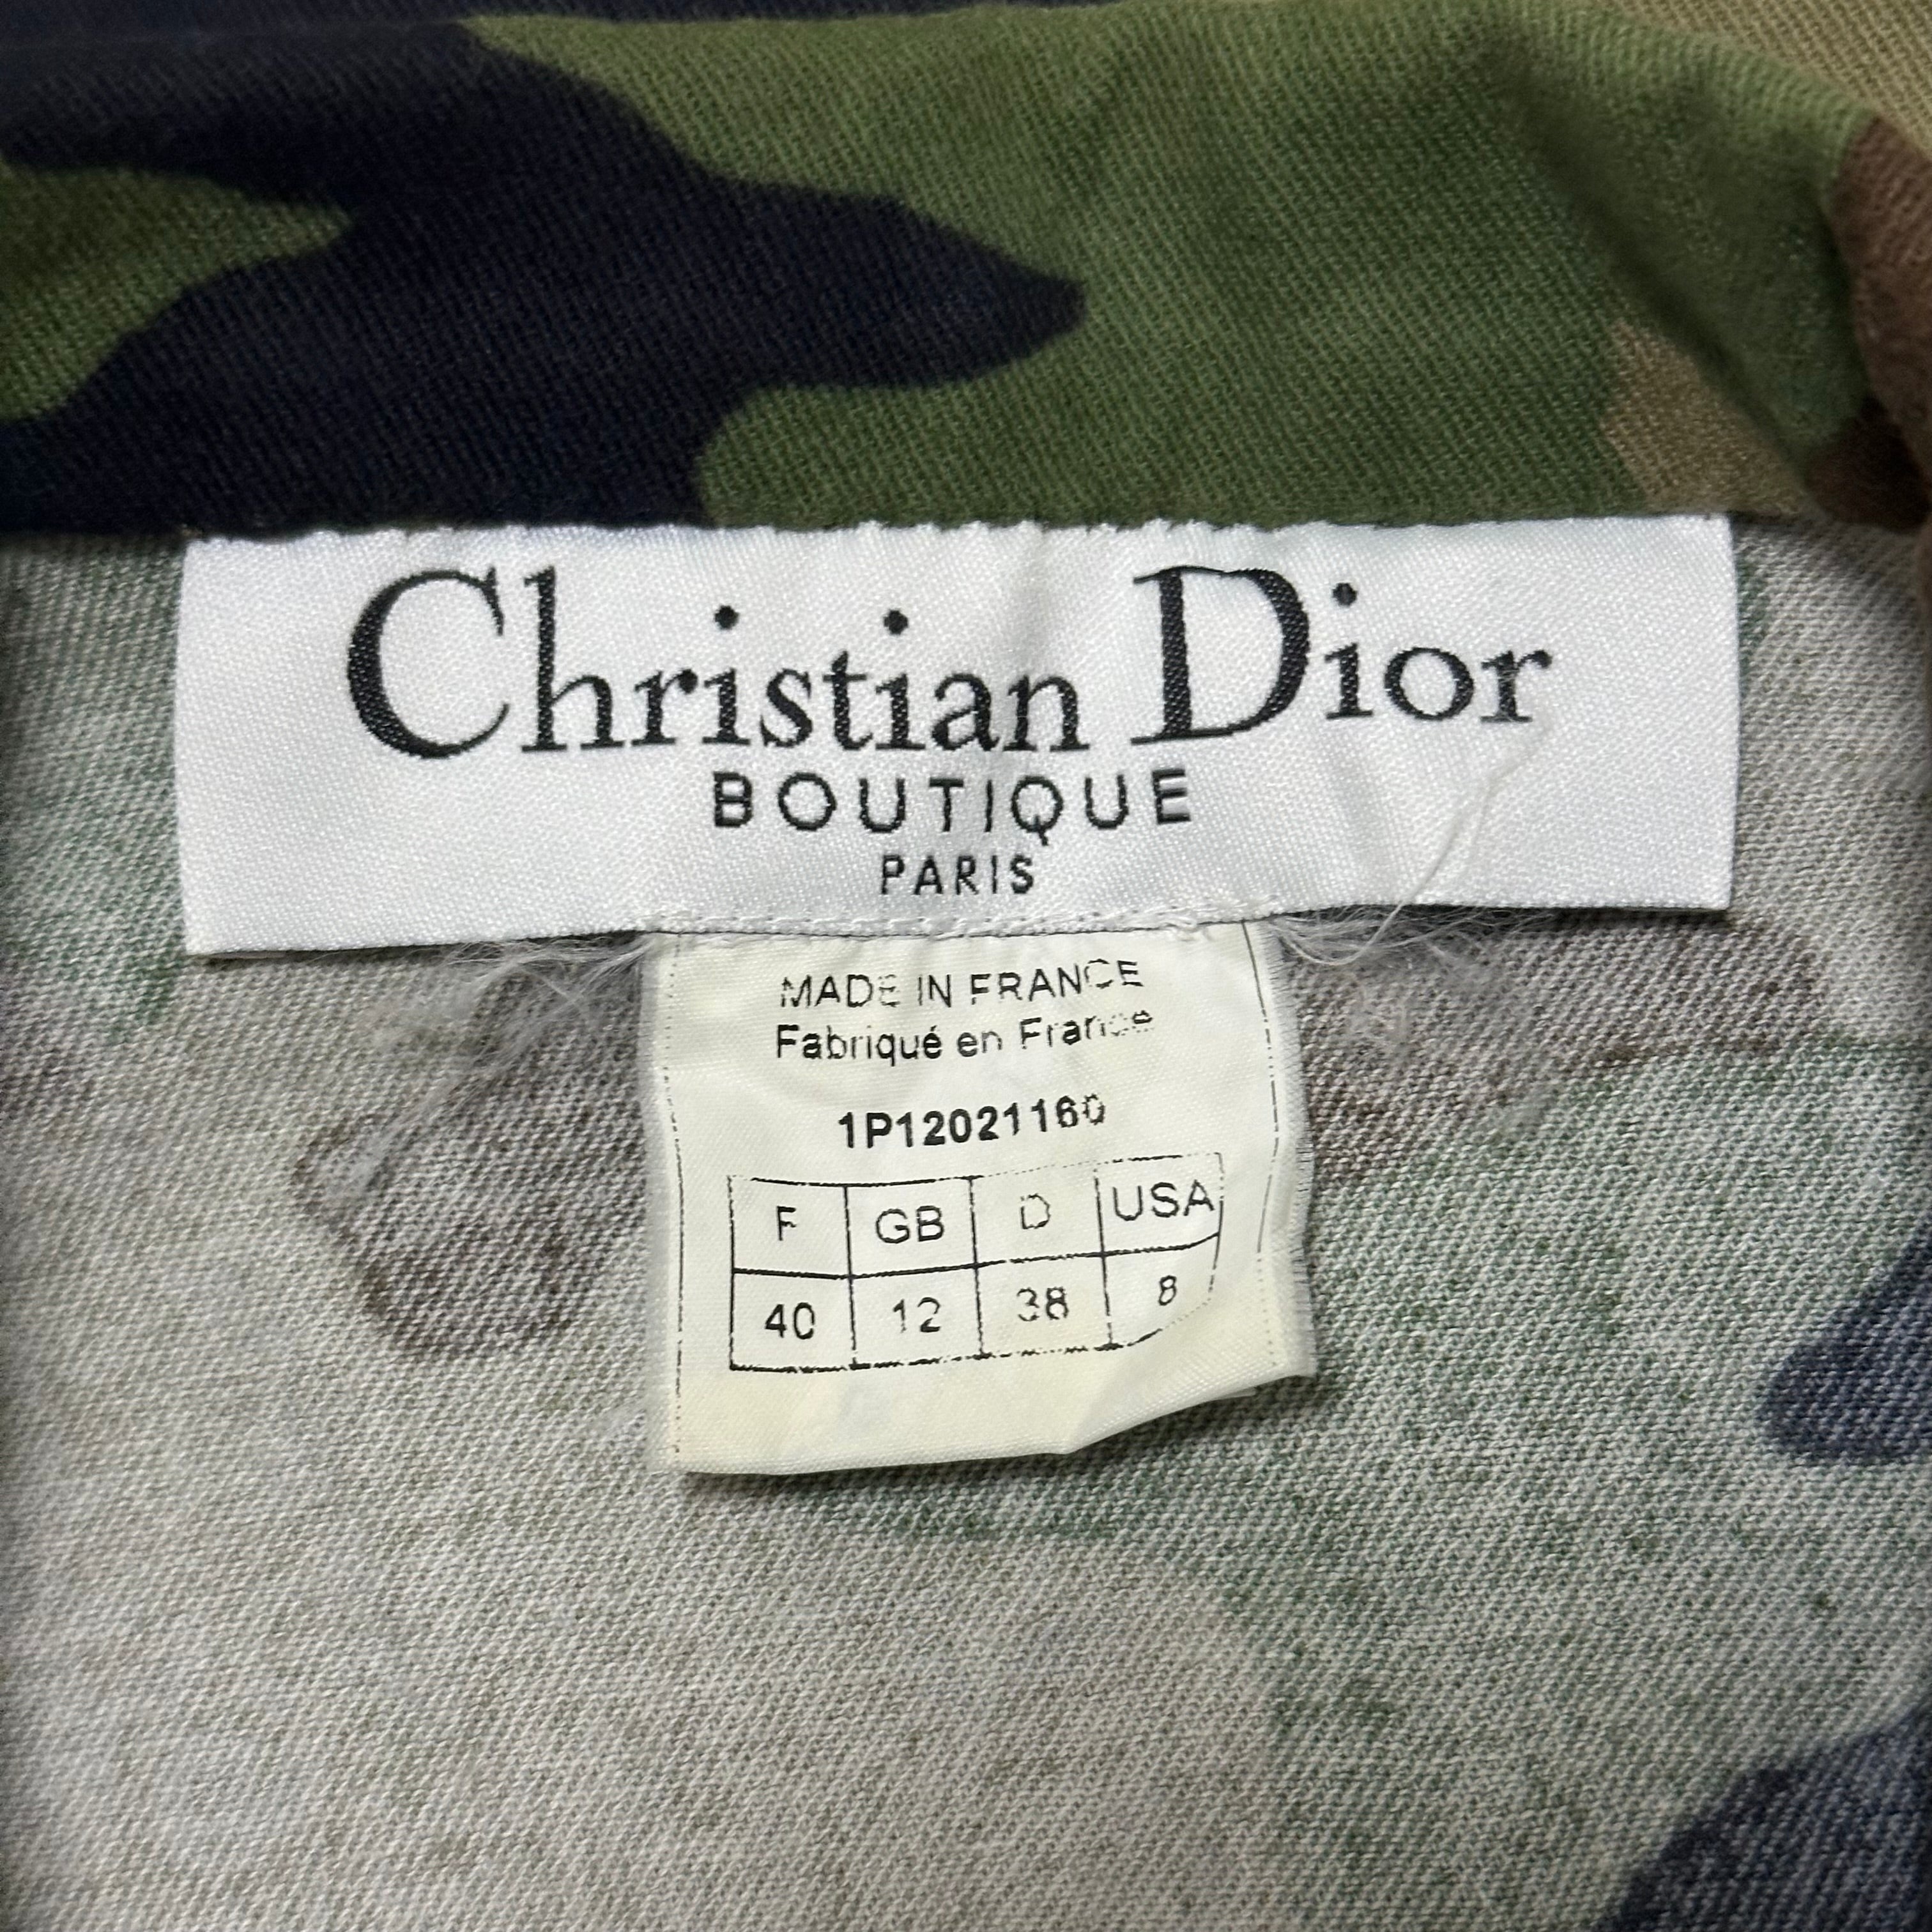 Christian Dior
BOUTIQUE
PARIS
MADE IN FRANCE
Fabriqué en France
1P12021160
F GB D USA
40 12 38 8